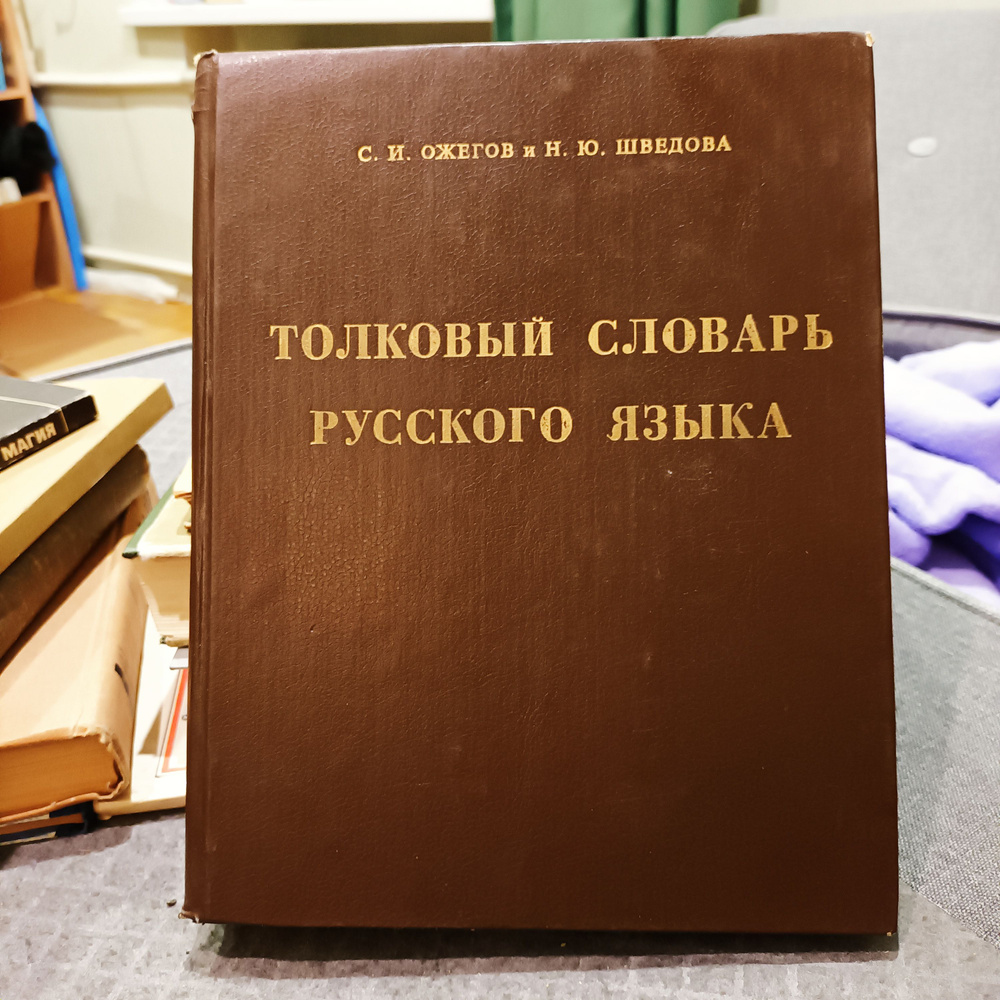 С. И. ОЖЕГОВ и Н. Ю. ШВЕДОВА
ТОЛКОВЫЙ СЛОВАРЬ
РУССКОГО ЯЗЫКА
МАГИЯ